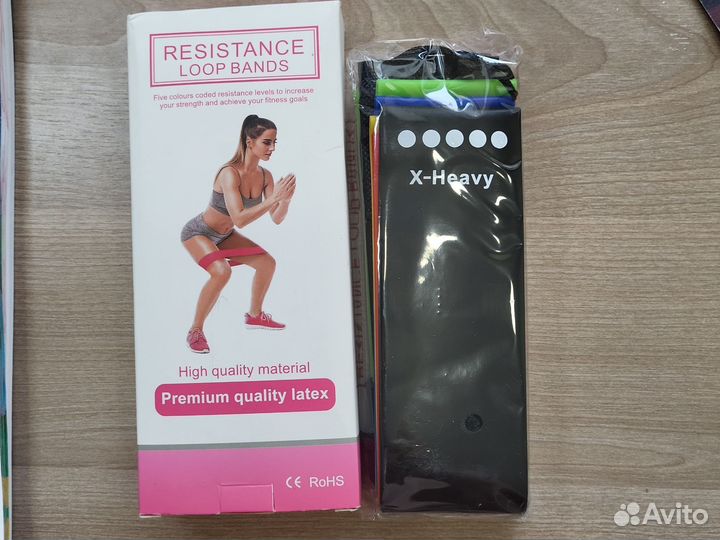 RESISTANCE
LOOP BANDS
Five colours coded resistance levels to increase
your strength and achieve your fitness goals
High quality material
Premium quality latex
CE RoHS
X-Heavy
Avito